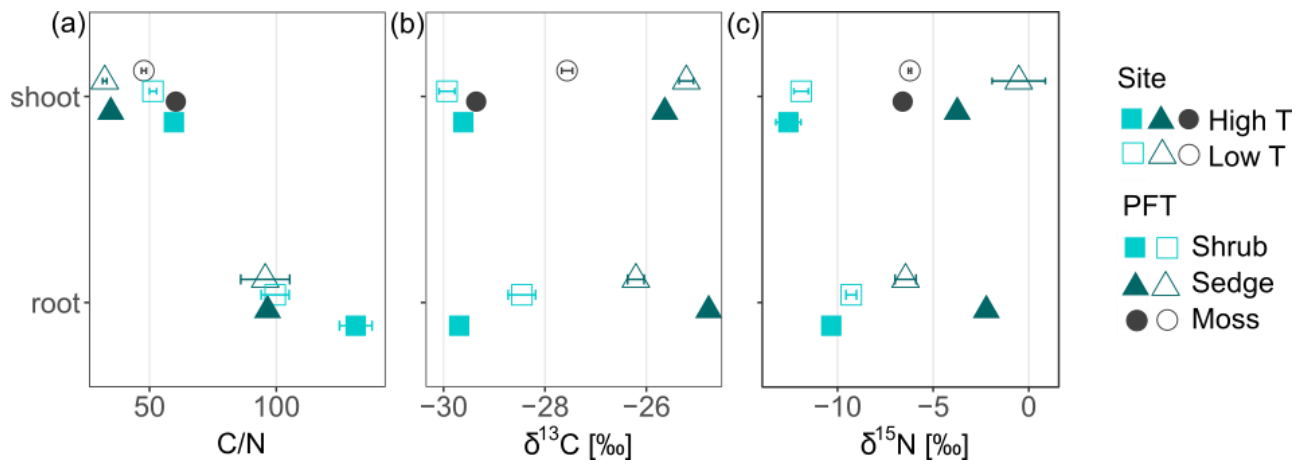 (a) (b) (c)
shoot
root
50 100 −30 −28 −26 −10 −5 0
C/N δ¹³C [‰] δ¹⁵N [‰]
Site
High T
Low T
PFT
Shrub
Sedge
Moss